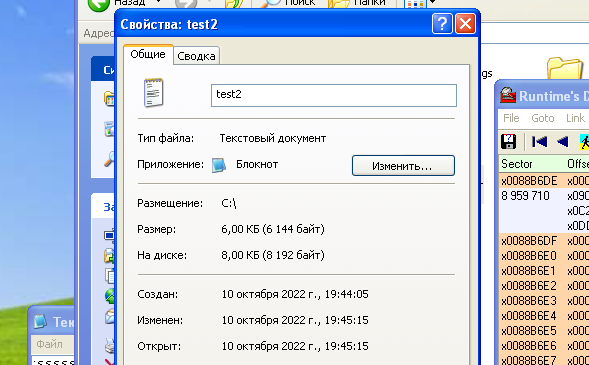 Назад
Поиск
Папки
Адрес
Свойства: test2
Общие
Сводка
test2
Тип файла: Текстовый документ
Приложение: Блокнот
Изменить...
Размещение: C:\
Размер: 6,00 КБ (6 144 байт)
На диске: 8,00 КБ (8 192 байт)
Создан: 10 октября 2022 г., 19:44:05
Изменен: 10 октября 2022 г., 19:45:15
Открыт: 10 октября 2022 г., 19:45:15
Си
За
Тек
Файл
:sssss
gs
Runtime's D
File Goto Link
Sector Offse
x0088B6DE x000
8 959 710 x090
x0C2
x0DD
x0088B6DF x000
x0088B6E0 x000
x0088B6E1 x000
x0088B6E2 x000
x0088B6E3 x000
x0088B6E4 x000
x0088B6E5 x000
x0088B6E6 x000
x0088B6E7 x000